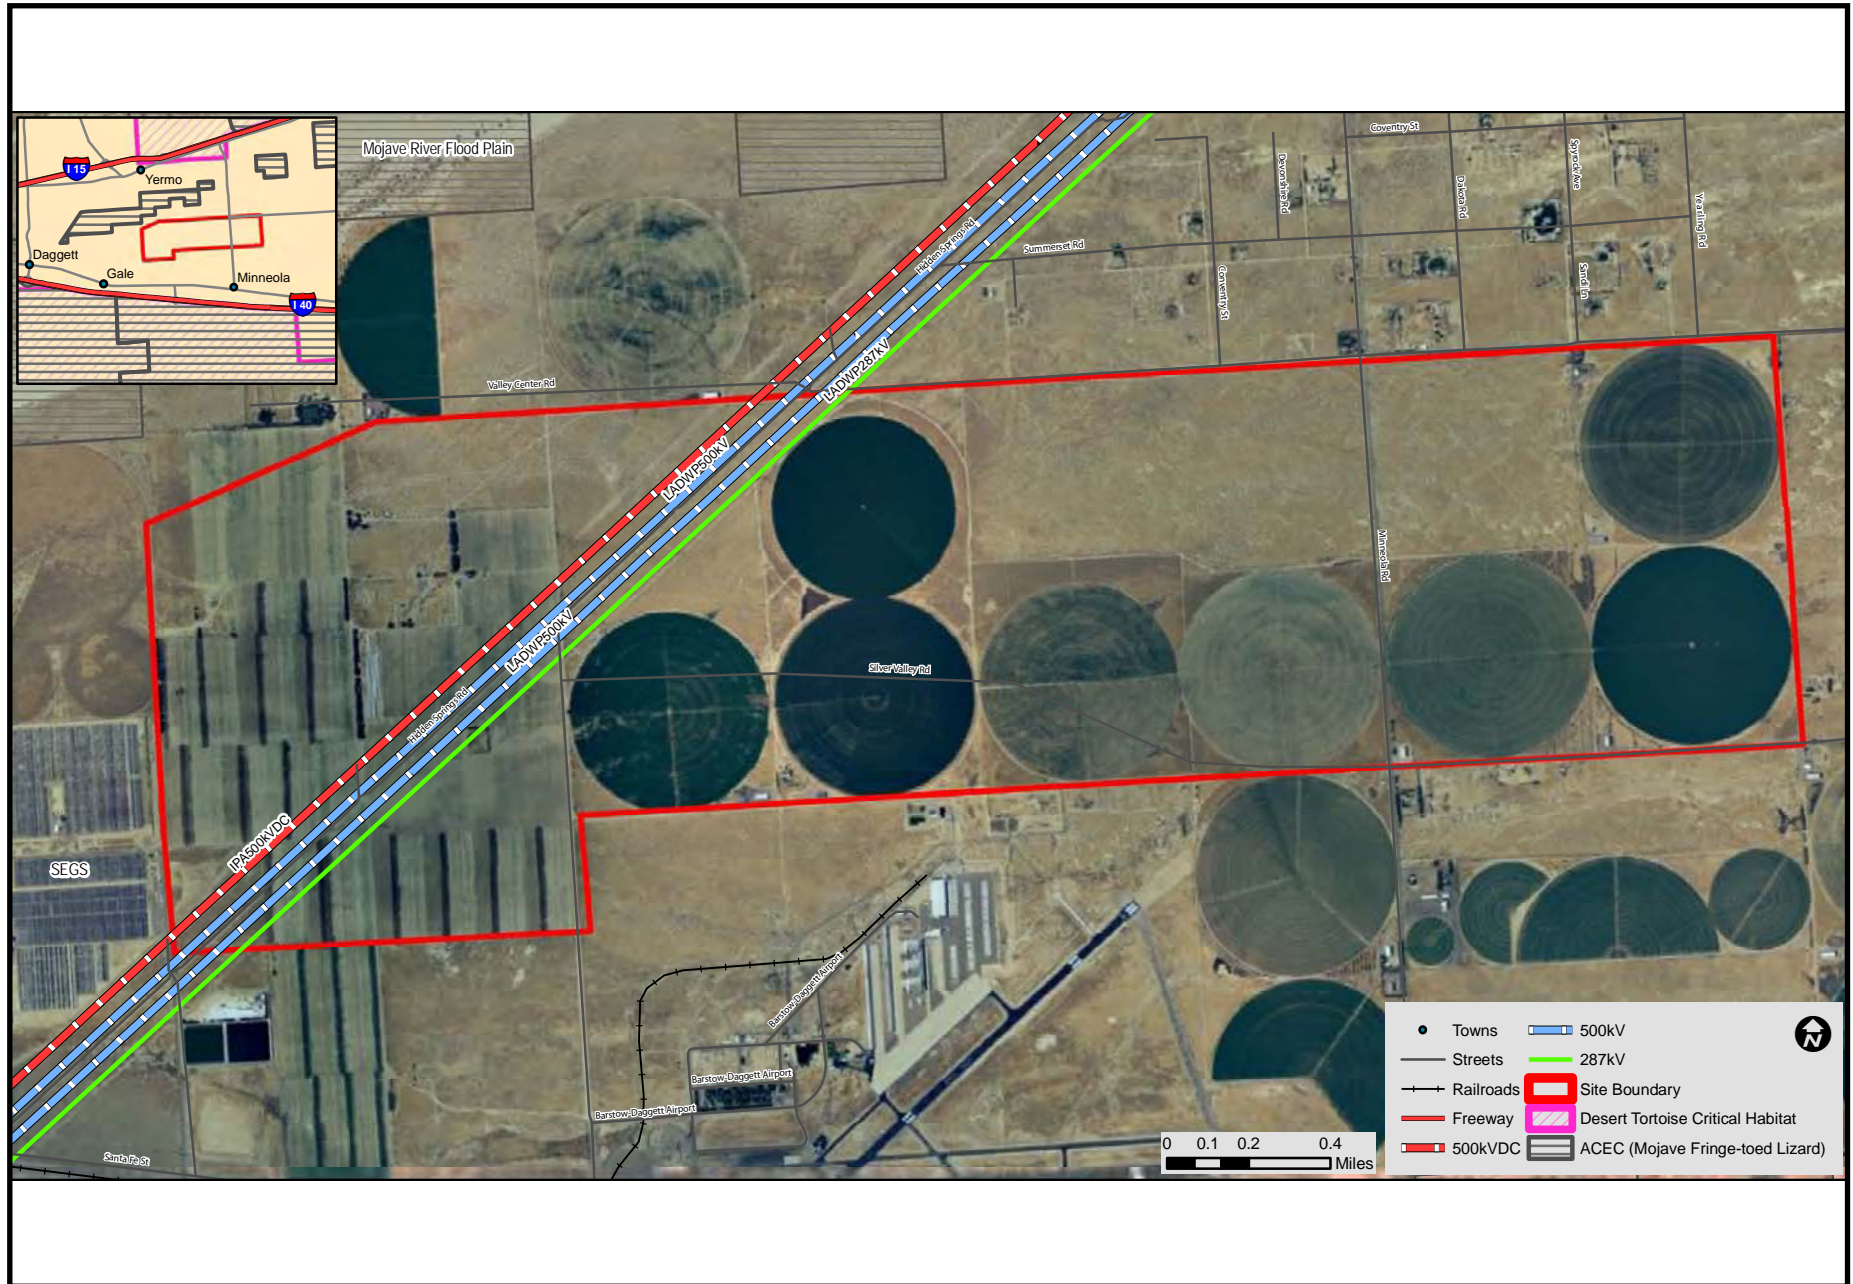 Mojave River Flood Plain
I 15
Yermo
Daggett
Gale
Minneola
I 40
Coventry St
Devonshire Rd
Dakota Rd
Spyrock Ave
Yearling Rd
Hidden Springs Rd
Summerset Rd
Conventry St
Sandi Ln
Valley Center Rd
LADWP287kV
LADWP500kV
Minneola Rd
LADWP500kV
Silver Valley Rd
Hidden Springs Rd
IPA500kVDC
SEGS
Barstow-Daggett Airport
Barstow-Daggett Airport
Barstow-Daggett Airport
Santa Fe St
0 0.1 0.2 0.4
Miles
Towns
Streets
Railroads
Freeway
500kVDC
500kV
287kV
Site Boundary
Desert Tortoise Critical Habitat
ACEC (Mojave Fringe-toed Lizard)
N